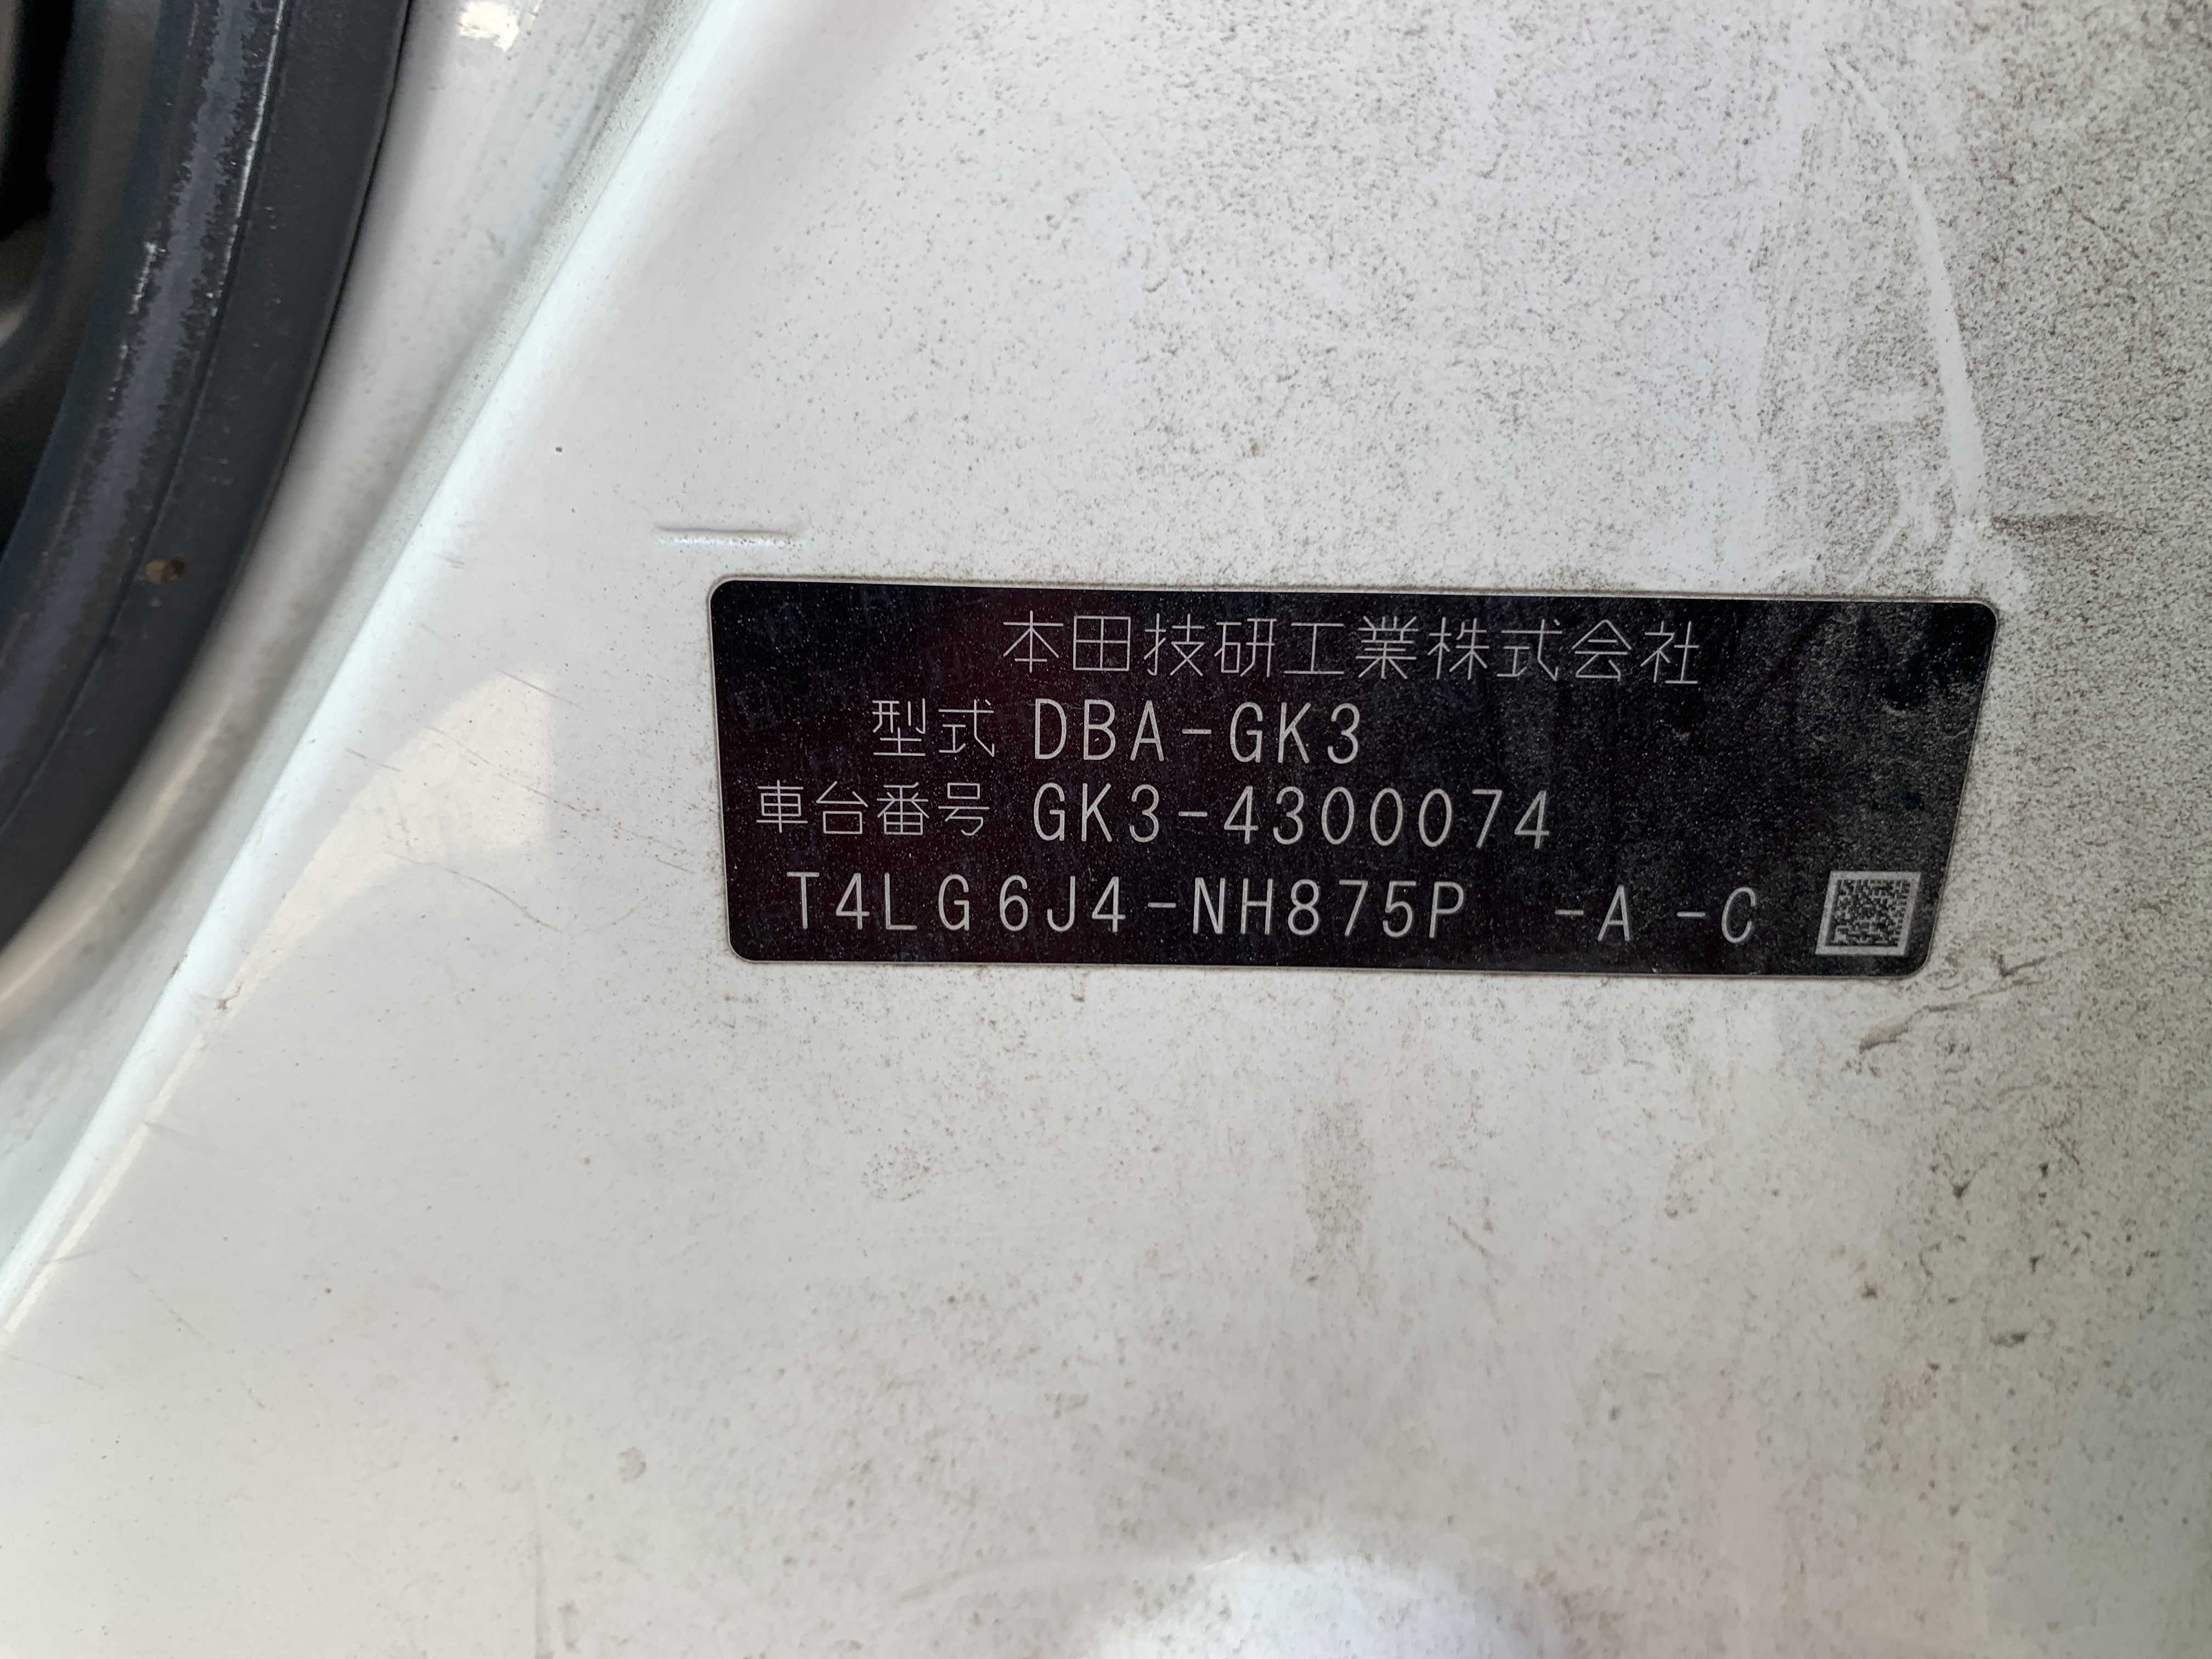 本田技研工業株式会社
型式 DBA-GK3
車台番号 GK3-4300074
T4LG6J4-NH875P -A -C